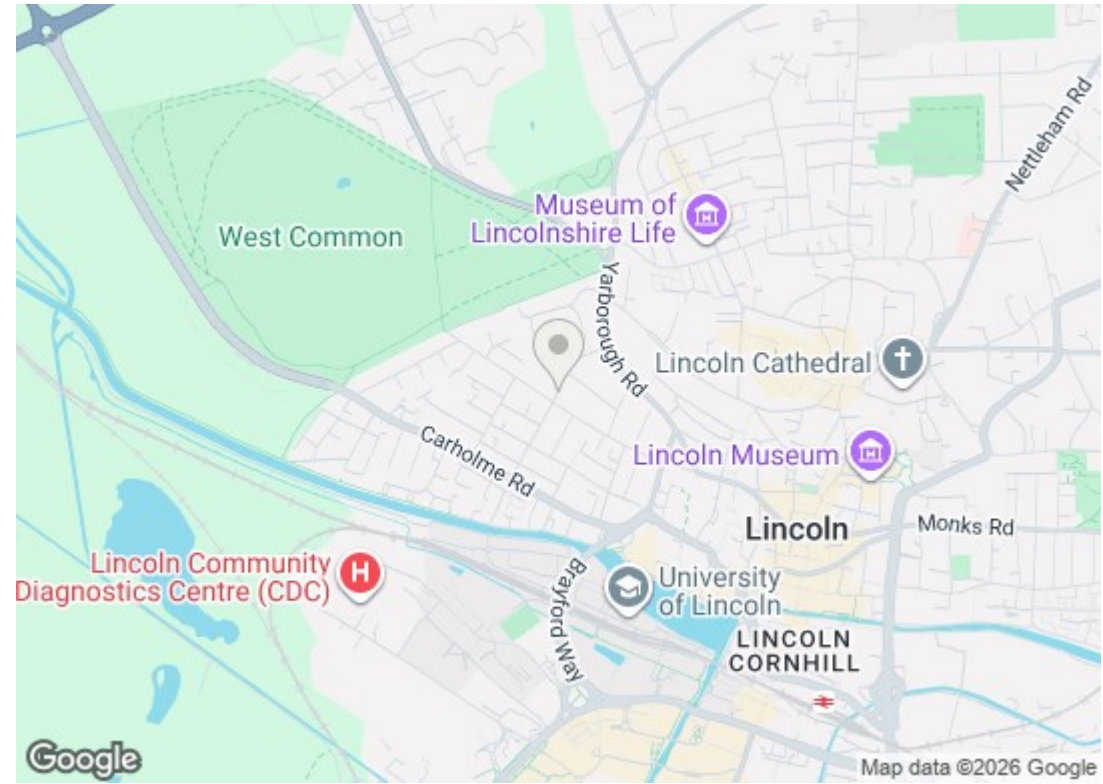 Nettleham Rd
Museum of
Lincolnshire Life
West Common
Yarborough Rd
Lincoln Cathedral
Carholme Rd
Lincoln Museum
Lincoln
Monks Rd
Lincoln Community
Diagnostics Centre (CDC)
H
University
of Lincoln
Brayford Way
LINCOLN
CORNHILL
Google
Map data ©2026 Google